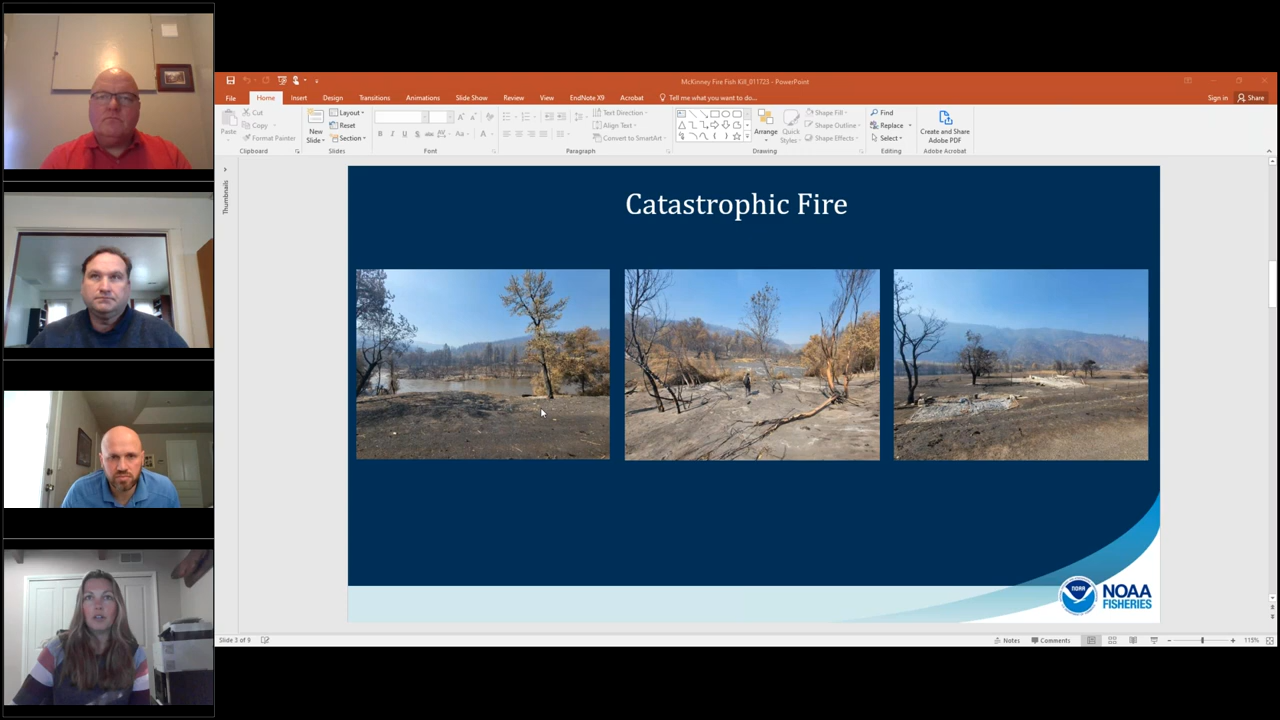 McKinney Fire Fish Kill_011723 - PowerPoint
File Home Insert Design Transitions Animations Slide Show Review View EndNote X9 Acrobat Tell me what you want to do... Sign in Share
Paste Cut Copy Format Painter
Clipboard
New Slide Layout Reset Section
Slides
Font
Text Direction Align Text Convert to SmartArt
Paragraph
Arrange Quick Styles Shape Fill Shape Outline Shape Effects
Drawing
Find Replace Select
Editing
Create and Share Adobe PDF
Adobe Acrobat
Thumbnails
Catastrophic Fire
NOAA
NOAA
FISHERIES
Slide 3 of 9 Notes Comments 115%